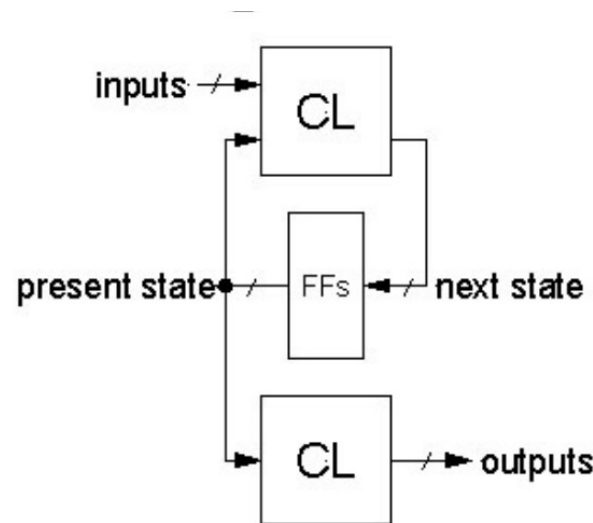 inputs
CL
present state
FFs
next state
CL
outputs